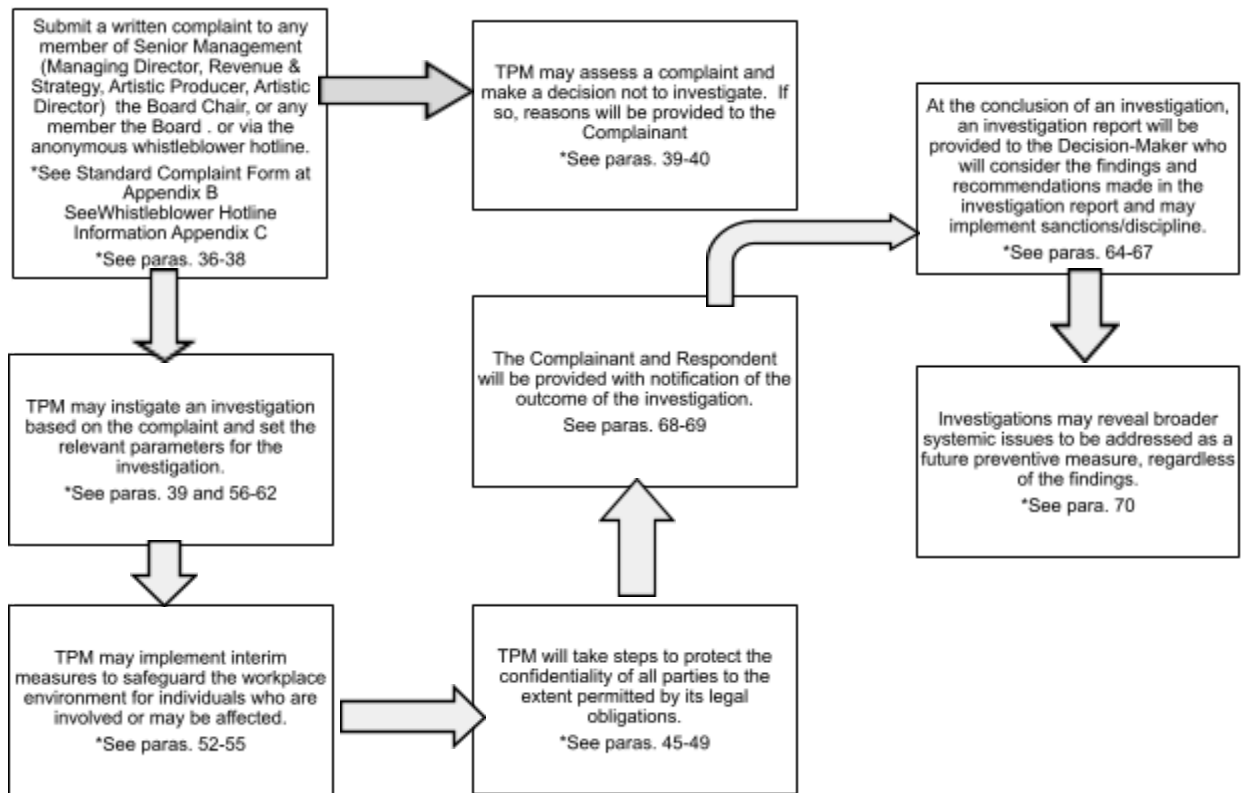 Submit a written complaint to any
member of Senior Management
(Managing Director, Revenue &
Strategy, Artistic Producer, Artistic
Director)  the Board Chair, or any
member the Board . or via the
anonymous whistleblower hotline.
*See Standard Complaint Form at
Appendix B
SeeWhistleblower Hotline
Information Appendix C
*See paras. 36-38
TPM may assess a complaint and
make a decision not to investigate.  If
so, reasons will be provided to the
Complainant
*See paras. 39-40
TPM may instigate an investigation
based on the complaint and set the
relevant parameters for the
investigation.
*See paras. 39 and 56-62
TPM may implement interim
measures to safeguard the workplace
environment for individuals who are
involved or may be affected.
*See paras. 52-55
TPM will take steps to protect the
confidentiality of all parties to the
extent permitted by its legal
obligations.
*See paras. 45-49
The Complainant and Respondent
will be provided with notification of the
outcome of the investigation.
See paras. 68-69
At the conclusion of an investigation,
an investigation report will be
provided to the Decision-Maker who
will consider the findings and
recommendations made in the
investigation report and may
implement sanctions/discipline.
*See paras. 64-67
Investigations may reveal broader
systemic issues to be addressed as a
future preventive measure, regardless
of the findings.
*See para. 70